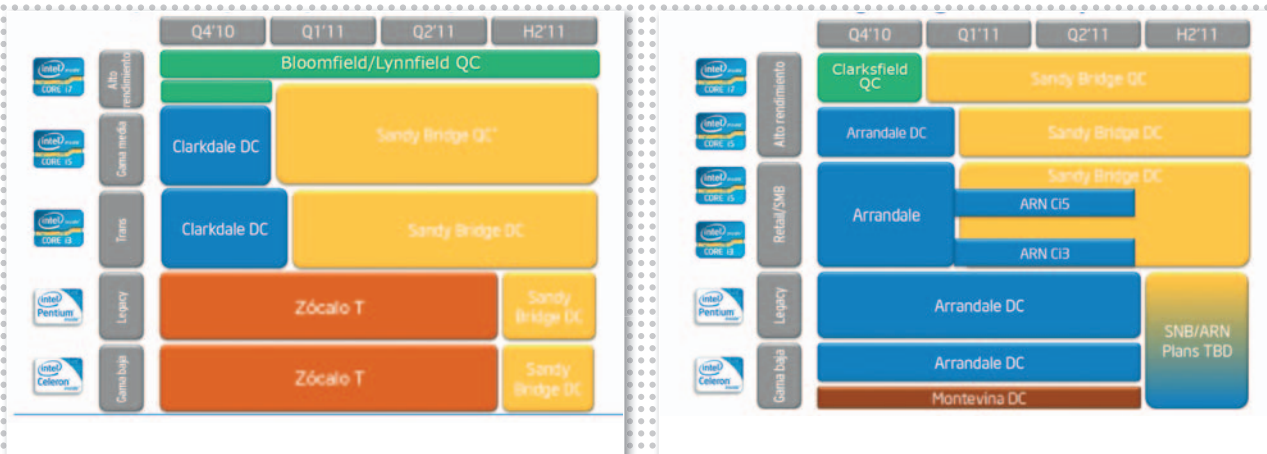 Q4'10 Q1'11 Q2'11 H2'11
intel inside CORE i7
Alto rendimiento
Bloomfield/Lynnfield QC
intel inside CORE i5
Gama media
Clarkdale DC
Sandy Bridge QC*
intel inside CORE i3
Trans
Clarkdale DC
Sandy Bridge DC
intel Pentium inside
Legacy
Zócalo T
Sandy
Bridge DC
intel Celeron inside
Gama baja
Zócalo T
Sandy
Bridge DC
Q4'10 Q1'11 Q2'11 H2'11
intel inside CORE i7
Alto rendimiento
Clarksfield
QC
Sandy Bridge QC
intel inside CORE i5
Arrandale DC
Sandy Bridge DC
intel inside CORE i5
Retail/SMB
Arrandale
Sandy Bridge DC
ARN Ci5
intel inside CORE i3
ARN Ci3
intel Pentium inside
Legacy
Arrandale DC
SNB/ARN
Plans TBD
intel Celeron inside
Gama baja
Arrandale DC
Montevina DC